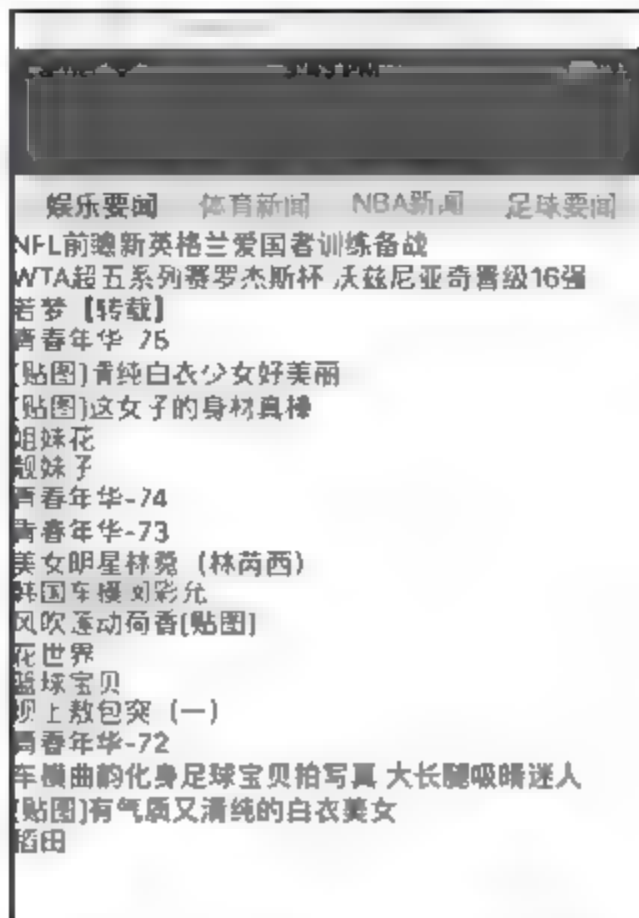 3:45 PM
娱乐要闻 体育新闻 NBA新闻 足球要闻
NFL前瞻新英格兰爱国者训练备战
WTA超五系列赛罗杰斯杯 沃兹尼亚奇晋级16强
若梦【转载】
青春年华-75
[贴图]清纯白衣少女好美丽
[贴图]这女子的身材真棒
姐妹花
靓妹子
青春年华-74
青春年华-73
美女明星林菀（林芮西）
韩国车模 刘彩允
风吹莲动荷香[贴图]
花世界
篮球宝贝
坝上敖包突（一）
青春年华-72
车模曲韵化身足球宝贝拍写真 大长腿吸睛迷人
[贴图]有气质又清纯的白衣美女
稻田